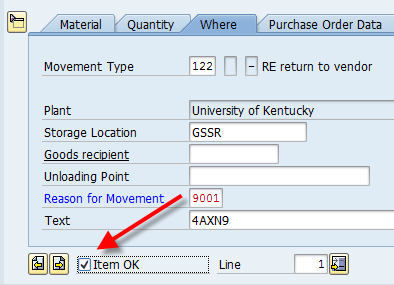 Material Quantity Where Purchase Order Data
Movement Type 122 - RE return to vendor
Plant University of Kentucky
Storage Location GSSR
Goods recipient
Unloading Point
Reason for Movement 9001
Text 4AXN9
Item OK Line 1